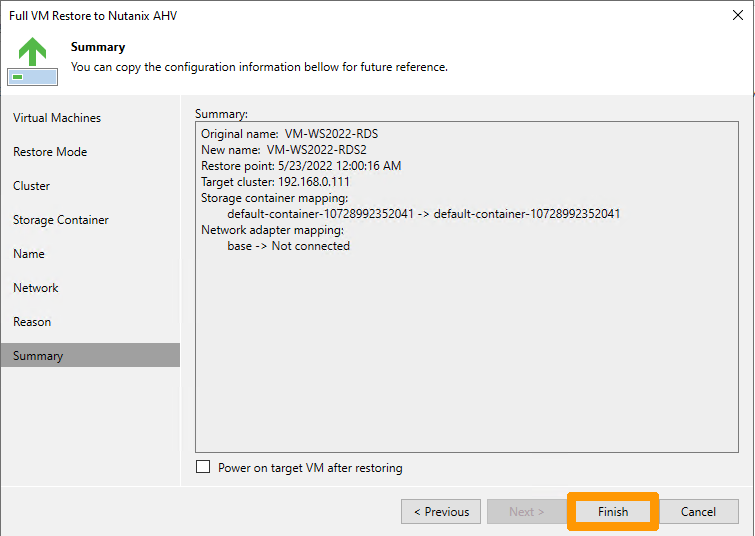 Full VM Restore to Nutanix AHV
Summary
You can copy the configuration information bellow for future reference.
Virtual Machines
Restore Mode
Cluster
Storage Container
Name
Network
Reason
Summary
Summary:
Original name: VM-WS2022-RDS
New name: VM-WS2022-RDS2
Restore point: 5/23/2022 12:00:16 AM
Target cluster: 192.168.0.111
Storage container mapping:
default-container-10728992352041 -> default-container-10728992352041
Network adapter mapping:
base -> Not connected
Power on target VM after restoring
< Previous
Next >
Finish
Cancel